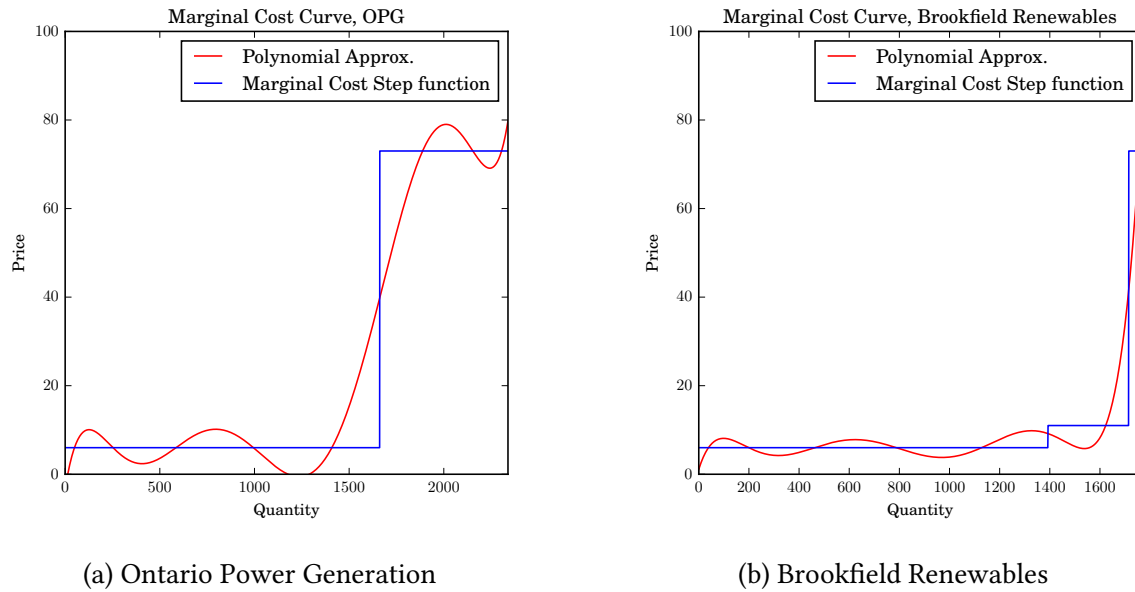 Marginal Cost Curve, OPG
100
80
60
40
20
0
Price
Polynomial Approx.
Marginal Cost Step function
0 500 1000 1500 2000
Quantity
(a) Ontario Power Generation
Marginal Cost Curve, Brookfield Renewables
100
80
60
40
20
0
Price
Polynomial Approx.
Marginal Cost Step function
0 200 400 600 800 1000 1200 1400 1600
Quantity
(b) Brookfield Renewables